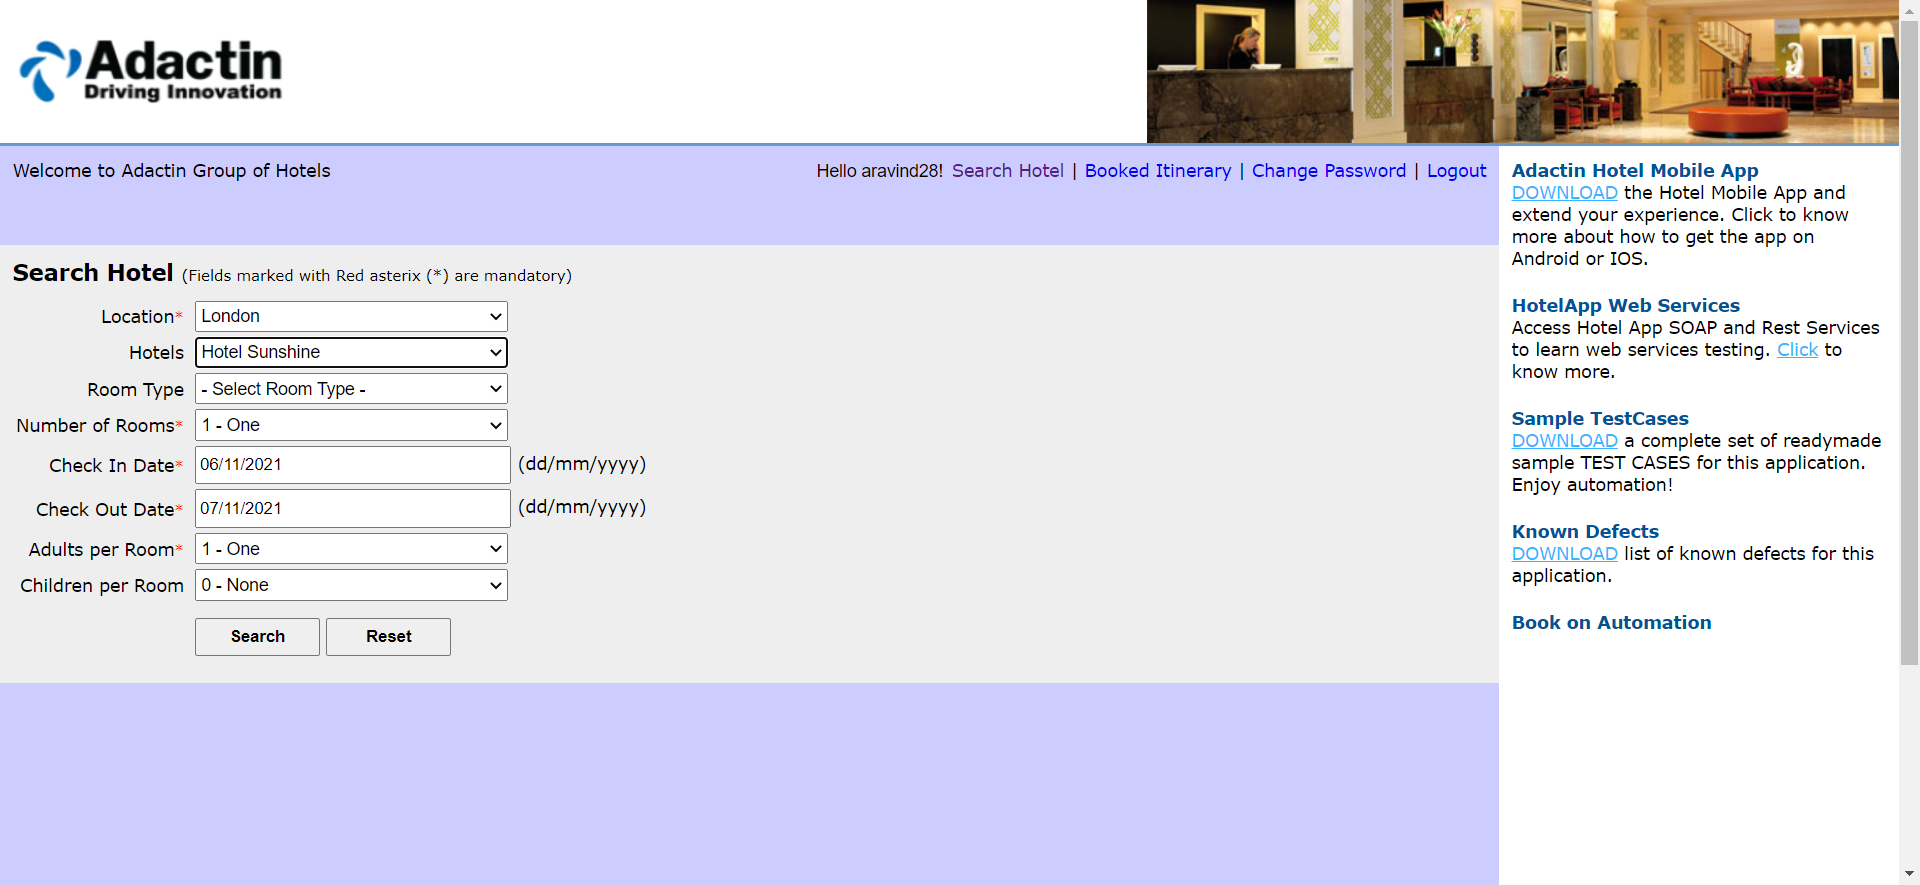 Adactin
Driving Innovation
Welcome to Adactin Group of Hotels
Hello aravind28! Search Hotel | Booked Itinerary | Change Password | Logout
Search Hotel (Fields marked with Red asterix (*) are mandatory)
Location* London
Hotels Hotel Sunshine
Room Type - Select Room Type -
Number of Rooms* 1 - One
Check In Date* 06/11/2021 (dd/mm/yyyy)
Check Out Date* 07/11/2021 (dd/mm/yyyy)
Adults per Room* 1 - One
Children per Room 0 - None
Search Reset
Adactin Hotel Mobile App
DOWNLOAD the Hotel Mobile App and
extend your experience. Click to know
more about how to get the app on
Android or IOS.
HotelApp Web Services
Access Hotel App SOAP and Rest Services
to learn web services testing. Click to
know more.
Sample TestCases
DOWNLOAD a complete set of readymade
sample TEST CASES for this application.
Enjoy automation!
Known Defects
DOWNLOAD list of known defects for this
application.
Book on Automation